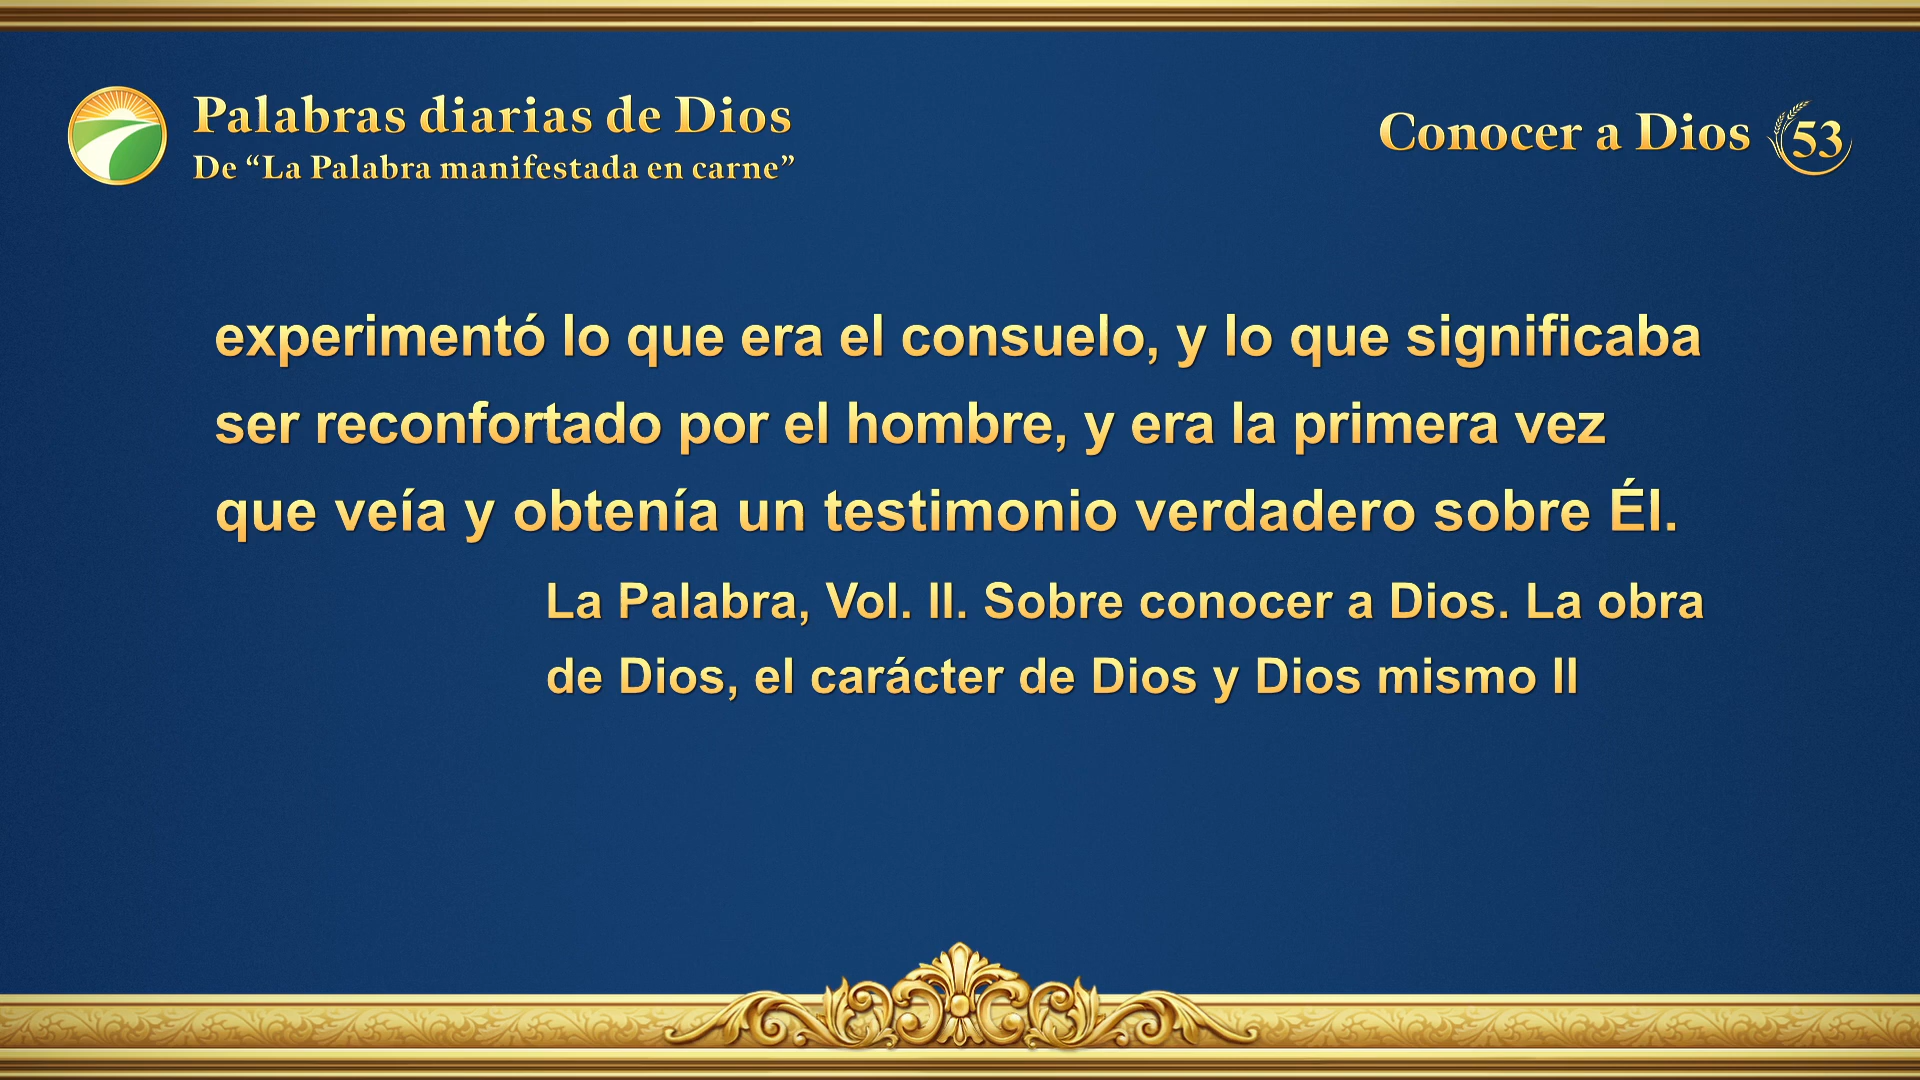 Palabras diarias de Dios
De “La Palabra manifestada en carne”
Conocer a Dios 53
experimentó lo que era el consuelo, y lo que significaba
ser reconfortado por el hombre, y era la primera vez
que veía y obtenía un testimonio verdadero sobre Él.
La Palabra, Vol. II. Sobre conocer a Dios. La obra
de Dios, el carácter de Dios y Dios mismo II